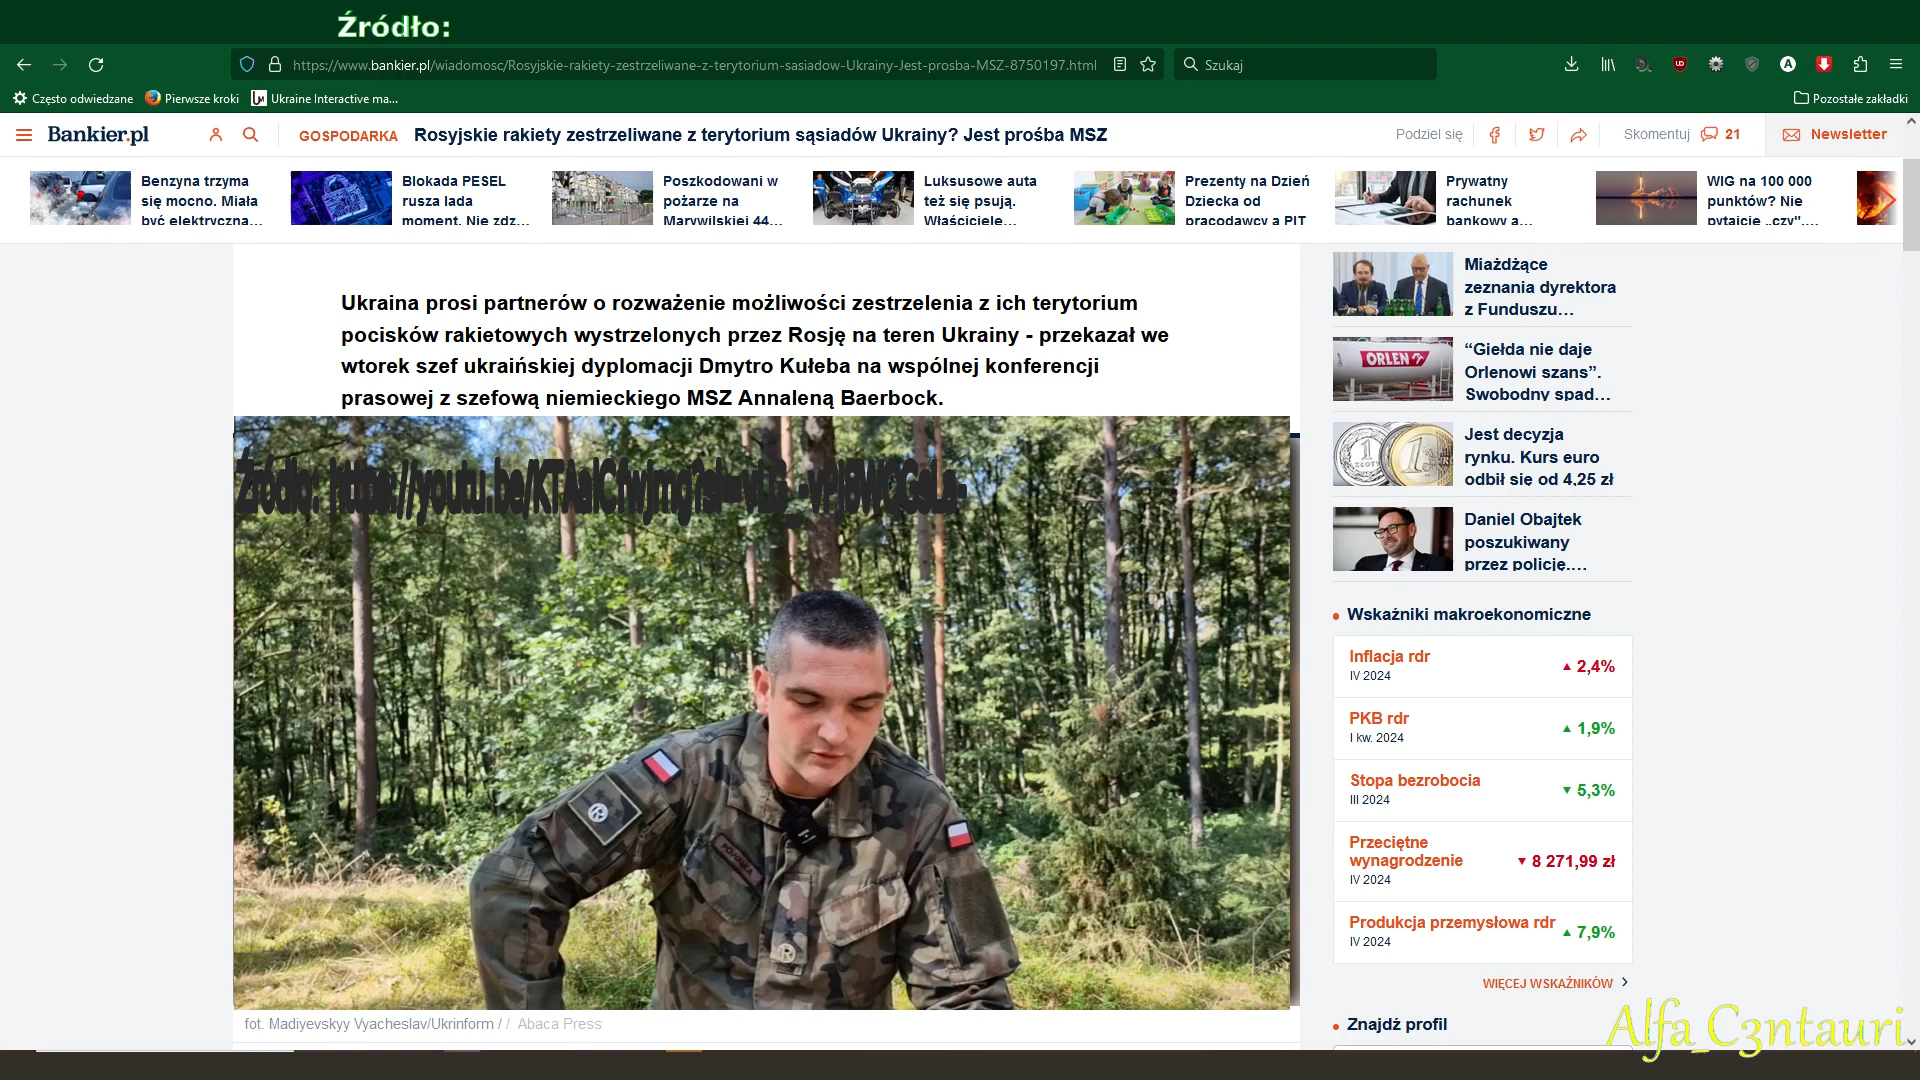 Źródło:
https://www.bankier.pl/wiadomosc/Rosyjskie-rakiety-zestrzeliwane-z-terytorium-sasiadow-Ukrainy-Jest-prosba-MSZ-8750197.html
Szukaj
Często odwiedzane
Pierwsze kroki
Ukraine Interactive ma...
Pozostałe zakładki
Bankier.pl
GOSPODARKA
Rosyjskie rakiety zestrzeliwane z terytorium sąsiadów Ukrainy? Jest prośba MSZ
Podziel się
Skomentuj
21
Newsletter
Benzyna trzyma
się mocno. Miała
być elektryczna...
Blokada PESEL
rusza lada
moment. Nie zdz...
Poszkodowani w
pożarze na
Marywilskiej 44...
Luksusowe auta
też się psują.
Właściciele...
Prezenty na Dzień
Dziecka od
pracodawcy a PIT
Prywatny
rachunek
bankowy a...
WIG na 100 000
punktów? Nie
pytajcie „czy"....
Ukraina prosi partnerów o rozważenie możliwości zestrzelenia z ich terytorium
pocisków rakietowych wystrzelonych przez Rosję na teren Ukrainy - przekazał we
wtorek szef ukraińskiej dyplomacji Dmytro Kułeba na wspólnej konferencji
prasowej z szefową niemieckiego MSZ Annaleną Baerbock.
Źródło: https://youtu.be/
fot. Madiyevskyy Vyacheslav/Ukrinform / / Abaca Press
Miażdżące
zeznania dyrektora
z Funduszu...
ORLEN
“Giełda nie daje
Orlenowi szans”.
Swobodny spad...
Jest decyzja
rynku. Kurs euro
odbił się od 4,25 zł
Daniel Obajtek
poszukiwany
przez policję....
Wskaźniki makroekonomiczne
Inflacja rdr
IV 2024
2,4%
PKB rdr
I kw. 2024
1,9%
Stopa bezrobocia
III 2024
5,3%
Przeciętne
wynagrodzenie
IV 2024
8 271,99 zł
Produkcja przemysłowa rdr
IV 2024
7,9%
WIĘCEJ WSKAŹNIKÓW
Znajdź profil
Alfa_C3ntauri